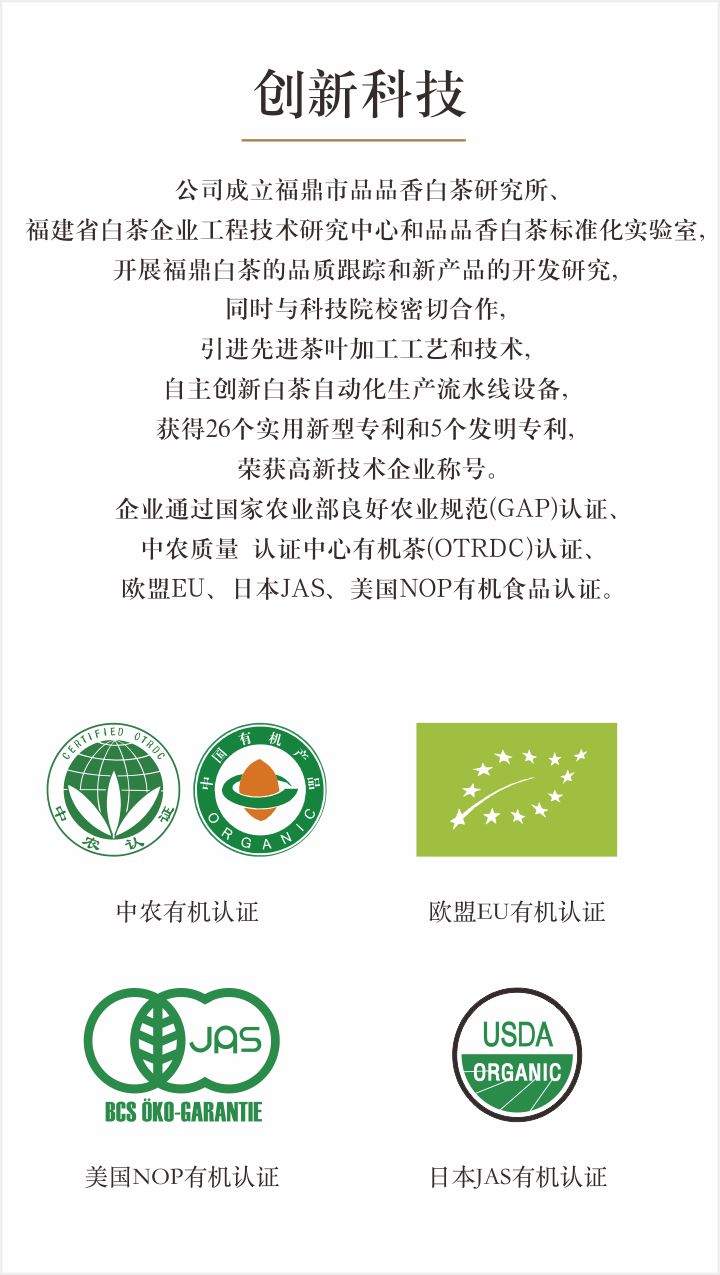 创新科技
公司成立福鼎市品品香白茶研究所、
福建省白茶企业工程技术研究中心和品品香白茶标准化实验室,
开展福鼎白茶的品质跟踪和新产品的开发研究,
同时与科技院校密切合作,
引进先进茶叶加工工艺和技术,
自主创新白茶自动化生产流水线设备,
获得26个实用新型专利和5个发明专利,
荣获高新技术企业称号。
企业通过国家农业部良好农业规范(GAP)认证、
中农质量 认证中心有机茶(OTRDC)认证、
欧盟EU、日本JAS、美国NOP有机食品认证。
CERTIFIED OTRDC
中农认证
中国有机产品
ORGANIC
中农有机认证
欧盟EU有机认证
JAS
BCS ÖKO-GARANTIE
USDA
ORGANIC
美国NOP有机认证
日本JAS有机认证